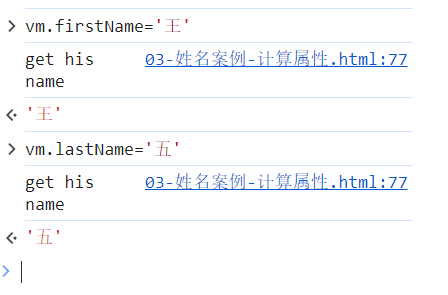 vm.firstName='王'
get his 03-姓名案例-计算属性.html:77
name
'王'
vm.lastName='五'
get his 03-姓名案例-计算属性.html:77
name
'五'